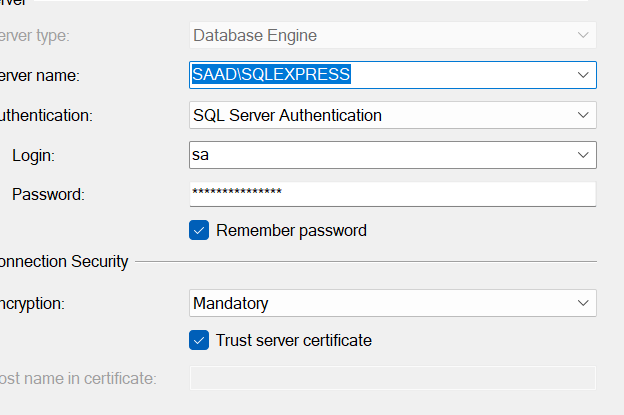 erver type: Database Engine
erver name: SAAD\SQLEXPRESS
uthentication: SQL Server Authentication
Login: sa
Password: ***************
Remember password
onnection Security
ncryption: Mandatory
Trust server certificate
ost name in certificate: